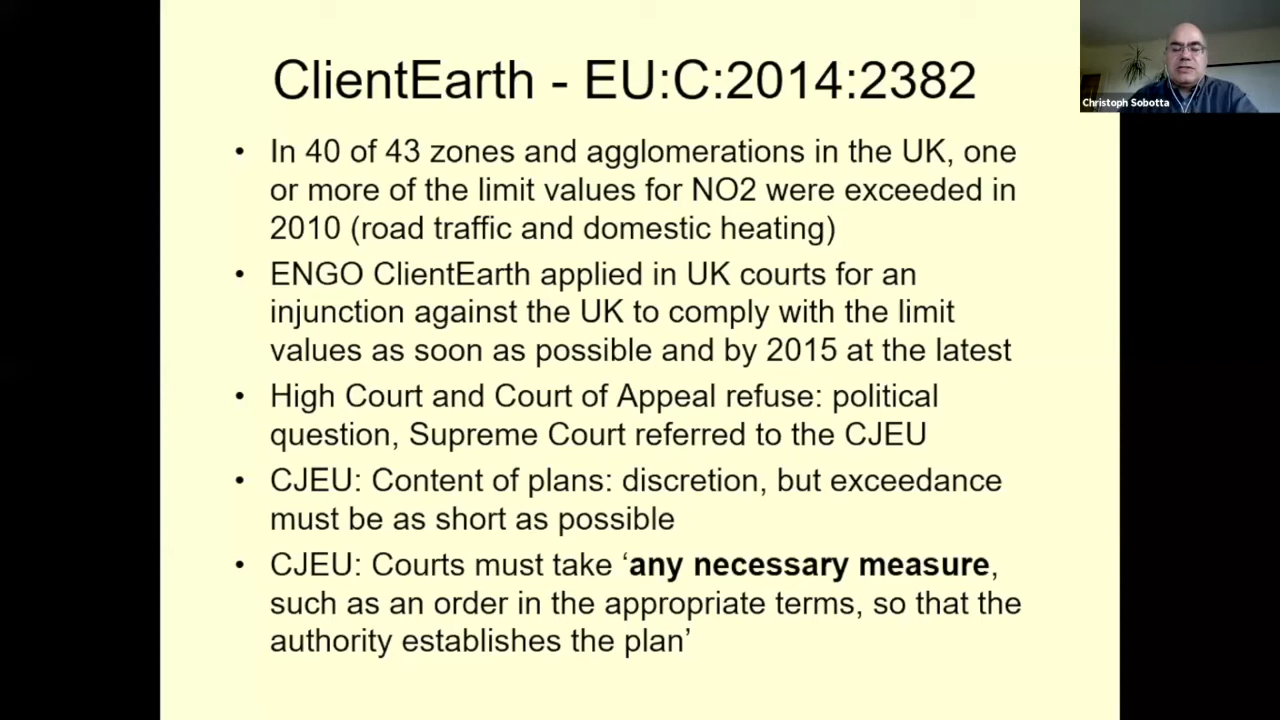 ClientEarth - EU:C:2014:2382
Christoph Sobotta
• In 40 of 43 zones and agglomerations in the UK, one
or more of the limit values for NO2 were exceeded in
2010 (road traffic and domestic heating)
• ENGO ClientEarth applied in UK courts for an
injunction against the UK to comply with the limit
values as soon as possible and by 2015 at the latest
• High Court and Court of Appeal refuse: political
question, Supreme Court referred to the CJEU
• CJEU: Content of plans: discretion, but exceedance
must be as short as possible
• CJEU: Courts must take ‘any necessary measure,
such as an order in the appropriate terms, so that the
authority establishes the plan’